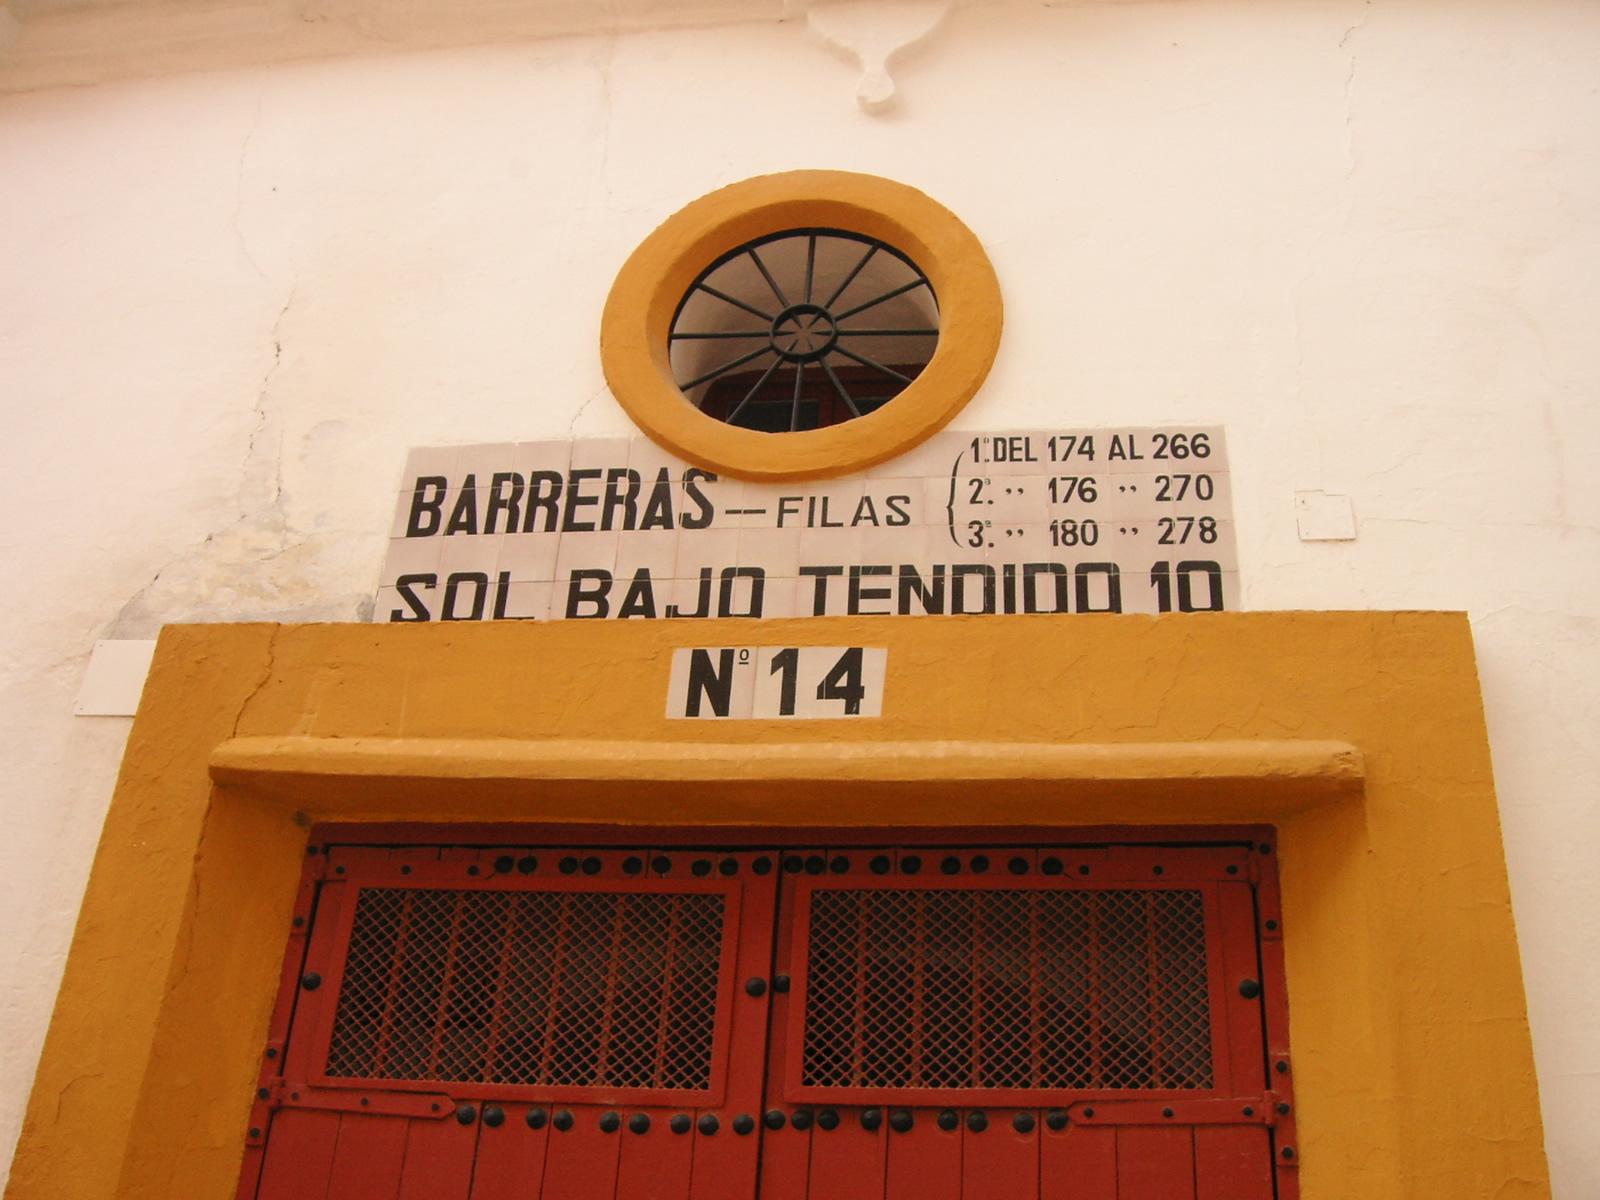 BARRERAS — FILAS
1ª. DEL 174 AL 266
2ª. ,, 176 ,, 270
3ª. ,, 180 ,, 278
SOL BAJO TENDIDO 10
Nº 14